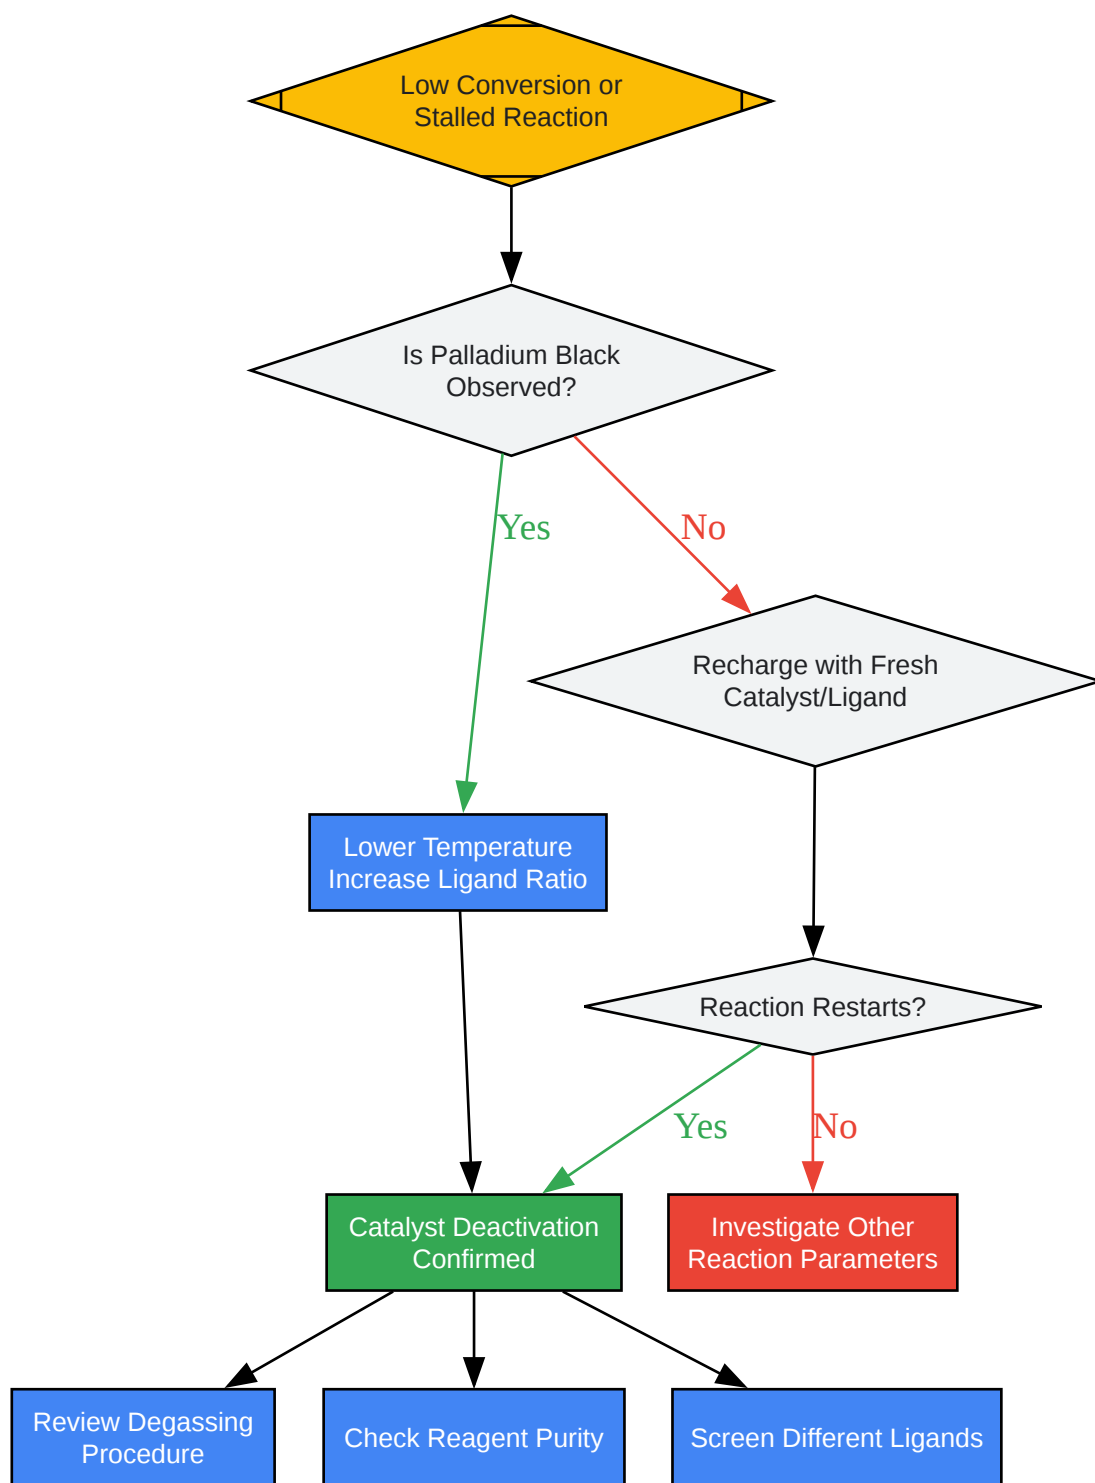 Low Conversion or
Stalled Reaction
Is Palladium Black
Observed?
Yes
No
Recharge with Fresh
Catalyst/Ligand
Lower Temperature
Increase Ligand Ratio
Reaction Restarts?
Yes
No
Catalyst Deactivation
Confirmed
Investigate Other
Reaction Parameters
Review Degassing
Procedure
Check Reagent Purity
Screen Different Ligands